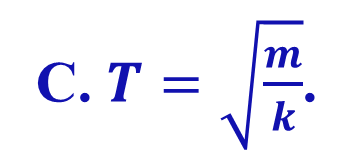 C. T = √(m/k).